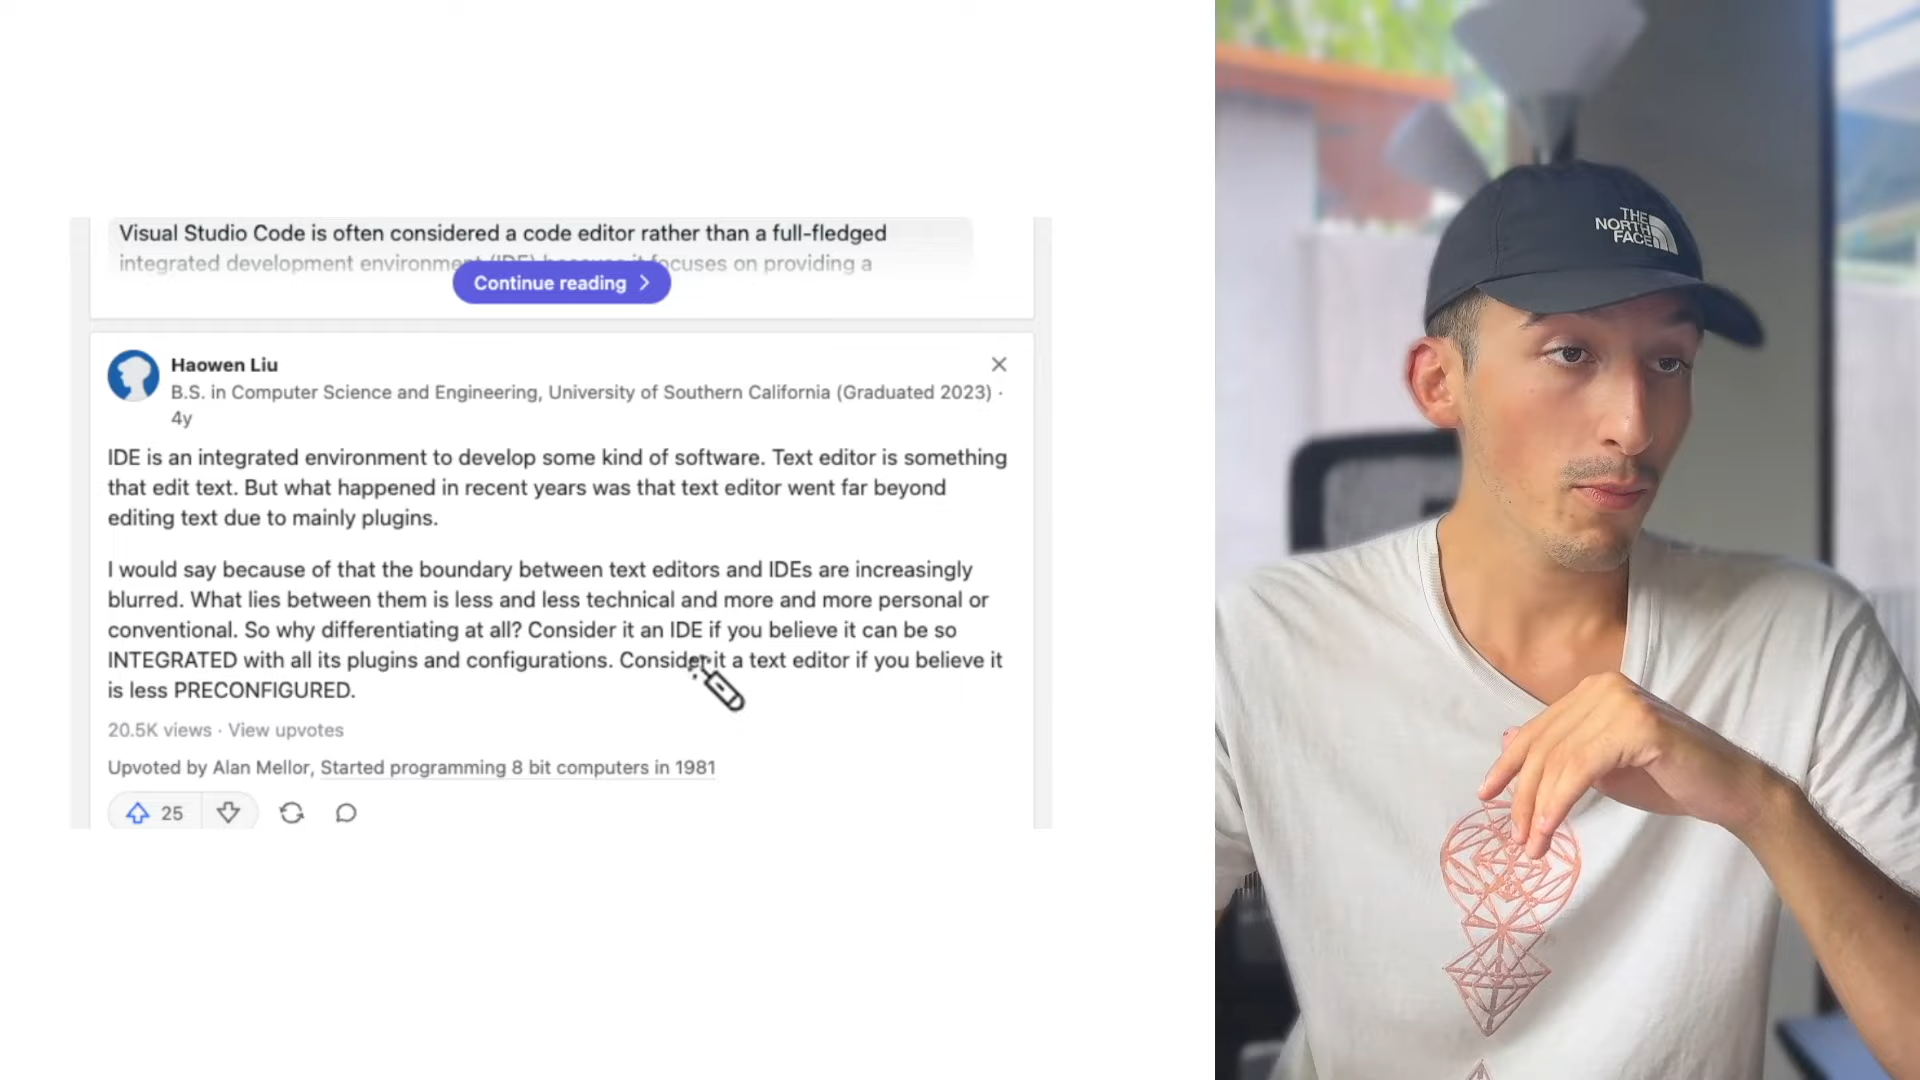 Visual Studio Code is often considered a code editor rather than a full-fledged
integrated development environment (IDE) because it focuses on providing a
Continue reading
Haowen Liu
B.S. in Computer Science and Engineering, University of Southern California (Graduated 2023) ·
4y
IDE is an integrated environment to develop some kind of software. Text editor is something
that edit text. But what happened in recent years was that text editor went far beyond
editing text due to mainly plugins.
I would say because of that the boundary between text editors and IDEs are increasingly
blurred. What lies between them is less and less technical and more and more personal or
conventional. So why differentiating at all? Consider it an IDE if you believe it can be so
INTEGRATED with all its plugins and configurations. Consider it a text editor if you believe it
is less PRECONFIGURED.
20.5K views · View upvotes
Upvoted by Alan Mellor, Started programming 8 bit computers in 1981
25
THE
NORTH
FACE